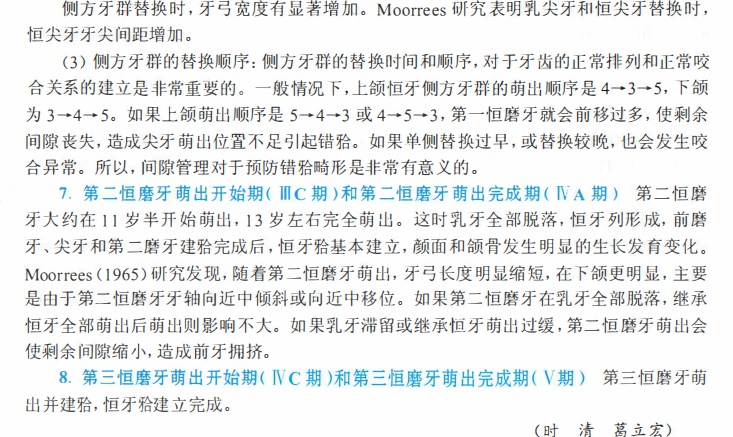 侧方牙群替换时，牙弓宽度有显著增加。Moorrees 研究表明乳尖牙和恒尖牙替换时，
恒尖牙牙尖间距增加。
（3）侧方牙群的替换顺序：侧方牙群的替换时间和顺序，对于牙齿的正常排列和正常咬
合关系的建立是非常重要的。一般情况下，上颌恒牙侧方牙群的萌出顺序是 4→3→5，下颌
为 3→4→5。如果上颌萌出顺序是 5→4→3 或 4→5→3，第一恒磨牙就会前移过多，使剩余
间隙丧失，造成尖牙萌出位置不足引起错𬌗。如果单侧替换过早，或替换较晚，也会发生咬
合异常。所以，间隙管理对于预防错𬌗畸形是非常有意义的。
7. 第二恒磨牙萌出开始期（ⅢC 期）和第二恒磨牙萌出完成期（ⅣA 期） 第二恒磨
牙大约在 11 岁半开始萌出，13 岁左右完全萌出。这时乳牙全部脱落，恒牙列形成，前磨
牙、尖牙和第二磨牙建𬌗完成后，恒牙𬌗基本建立，颜面和颌骨发生明显的生长发育变化。
Moorrees（1965）研究发现，随着第二恒磨牙萌出，牙弓长度明显缩短，在下颌更明显，主要
是由于第二恒磨牙牙轴向近中倾斜或向近中移位。如果第二恒磨牙在乳牙全部脱落，继承
恒牙全部萌出后萌出则影响不大。如果乳牙滞留或继承恒牙萌出过缓，第二恒磨牙萌出会
使剩余间隙缩小，造成前牙拥挤。
8. 第三恒磨牙萌出开始期（ⅣC 期）和第三恒磨牙萌出完成期（Ⅴ期） 第三恒磨牙萌
出并建𬌗，恒牙𬌗建立完成。
（时 清 葛立宏）